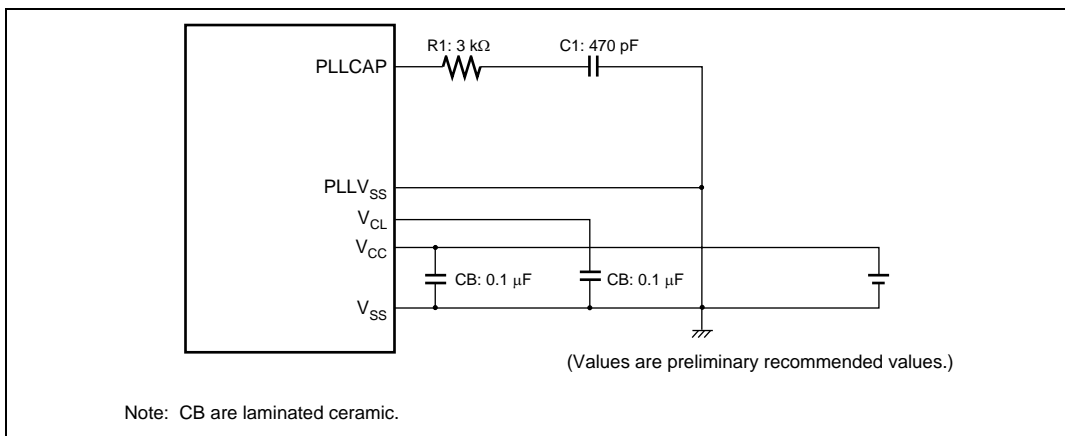 R1: 3 kΩ
C1: 470 pF
PLLCAP
PLLVSS
VCL
VCC
CB: 0.1 μF
CB: 0.1 μF
VSS
(Values are preliminary recommended values.)
Note: CB are laminated ceramic.